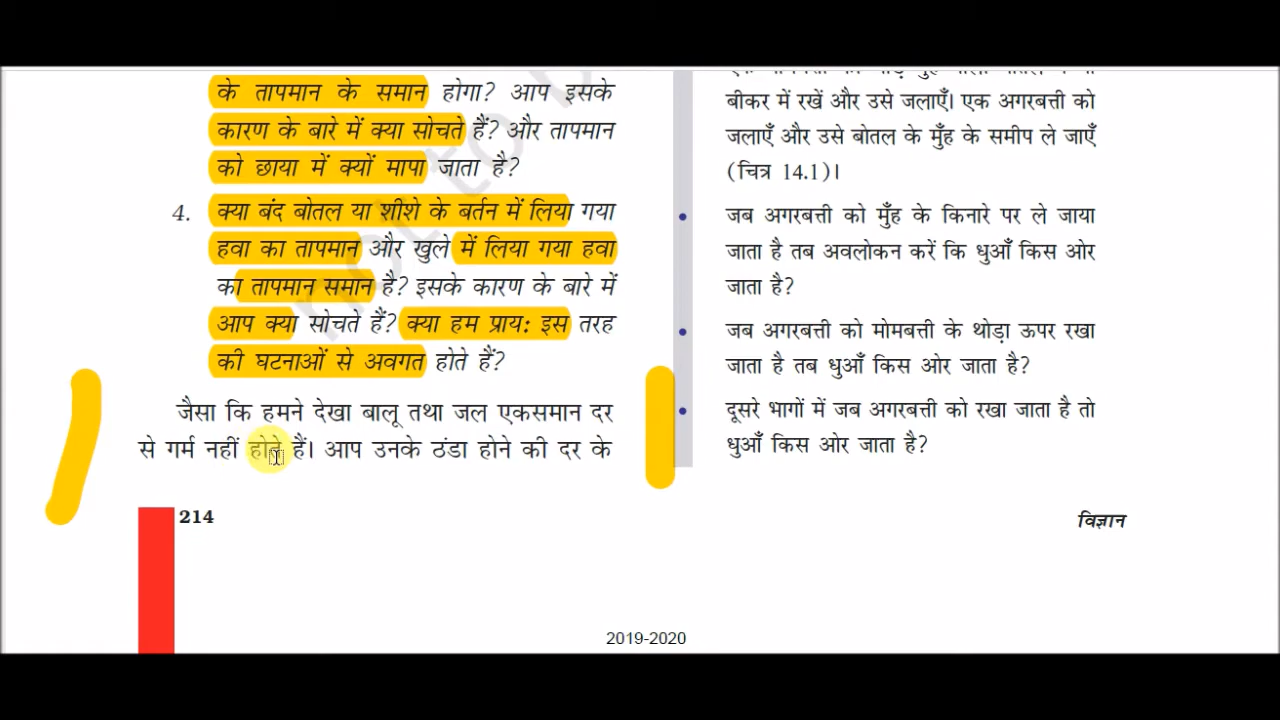 के तापमान के समान होगा? आप इसके
कारण के बारे में क्या सोचते हैं? और तापमान
को छाया में क्यों मापा जाता है?
4. क्या बंद बोतल या शीशे के बर्तन में लिया गया
हवा का तापमान और खुले में लिया गया हवा
का तापमान समान है? इसके कारण के बारे में
आप क्या सोचते हैं? क्या हम प्राय: इस तरह
की घटनाओं से अवगत होते हैं?
जैसा कि हमने देखा बालू तथा जल एकसमान दर
से गर्म नहीं होते हैं। आप उनके ठंडा होने की दर के
बीकर में रखें और उसे जलाएँ। एक अगरबत्ती को
जलाएँ और उसे बोतल के मुँह के समीप ले जाएँ
(चित्र 14.1)।
• जब अगरबत्ती को मुँह के किनारे पर ले जाया
जाता है तब अवलोकन करें कि धुआँ किस ओर
जाता है?
• जब अगरबत्ती को मोमबत्ती के थोड़ा ऊपर रखा
जाता है तब धुआँ किस ओर जाता है?
• दूसरे भागों में जब अगरबत्ती को रखा जाता है तो
धुआँ किस ओर जाता है?
214
विज्ञान
2019-2020
not to